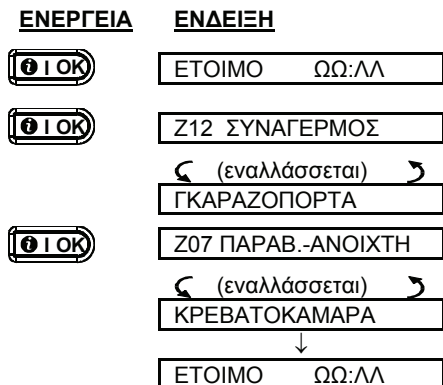 ΕΝΕΡΓΕΙΑ ΕΝΔΕΙΞΗ
i I OK ΕΤΟΙΜΟ ΩΩ:ΛΛ
i I OK Z12 ΣΥΝΑΓΕΡΜΟΣ
(εναλλάσσεται)
ΓΚΑΡΑΖΟΠΟΡΤΑ
i I OK Z07 ΠΑΡΑΒ.-ΑΝΟΙΧΤΗ
(εναλλάσσεται)
ΚΡΕΒΑΤΟΚΑΜΑΡΑ
↓
ΕΤΟΙΜΟ ΩΩ:ΛΛ